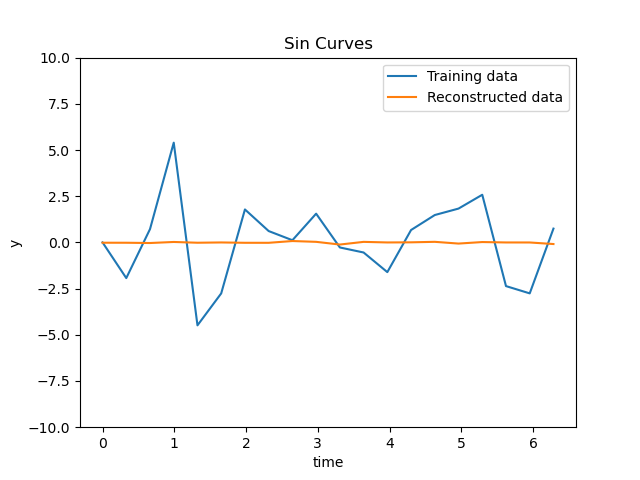 Sin Curves
Training data
Reconstructed data
y
10.0
7.5
5.0
2.5
0.0
−2.5
−5.0
−7.5
−10.0
0 1 2 3 4 5 6
time